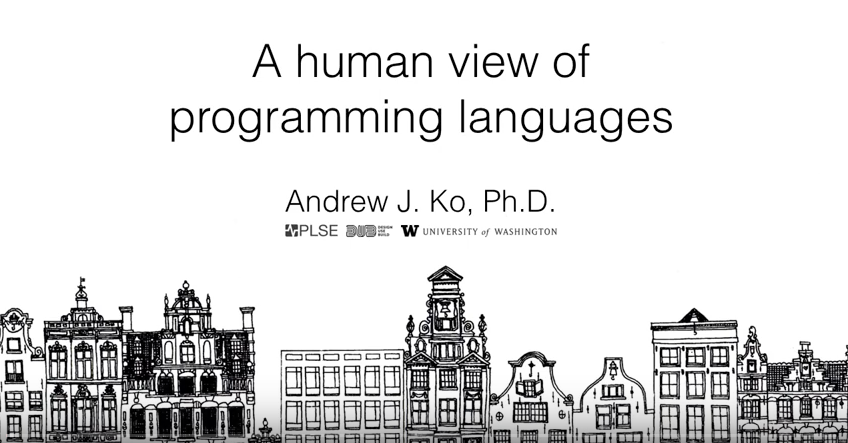 A human view of
programming languages
Andrew J. Ko, Ph.D.
PLSE DUB DESIGN USE BUILD W UNIVERSITY of WASHINGTON